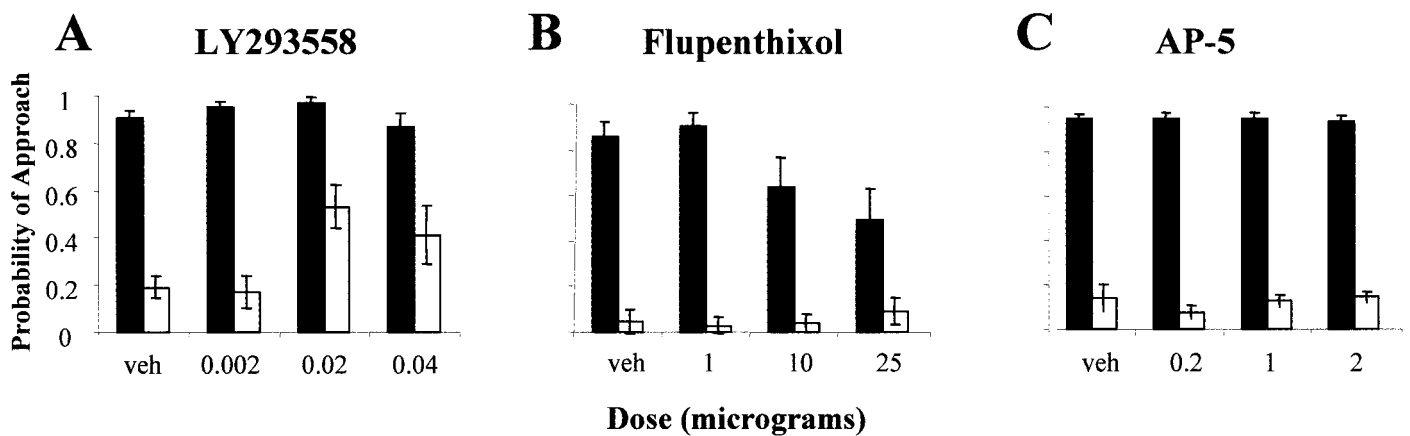 A LY293558
B Flupenthixol
C AP-5
Probability of Approach
1
0.8
0.6
0.4
0.2
0
veh 0.002 0.02 0.04
veh 1 10 25
veh 0.2 1 2
Dose (micrograms)